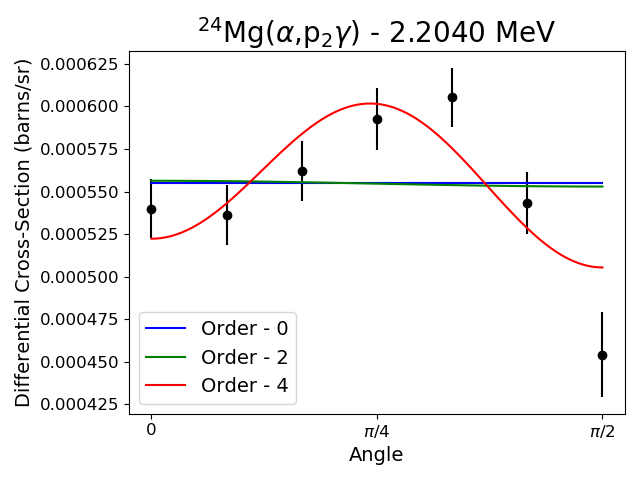 ²⁴Mg(α,p₂γ) - 2.2040 MeV
Differential Cross-Section (barns/sr)
0.000625
0.000600
0.000575
0.000550
0.000525
0.000500
0.000475
0.000450
0.000425
Order - 0
Order - 2
Order - 4
0
π/4
π/2
Angle